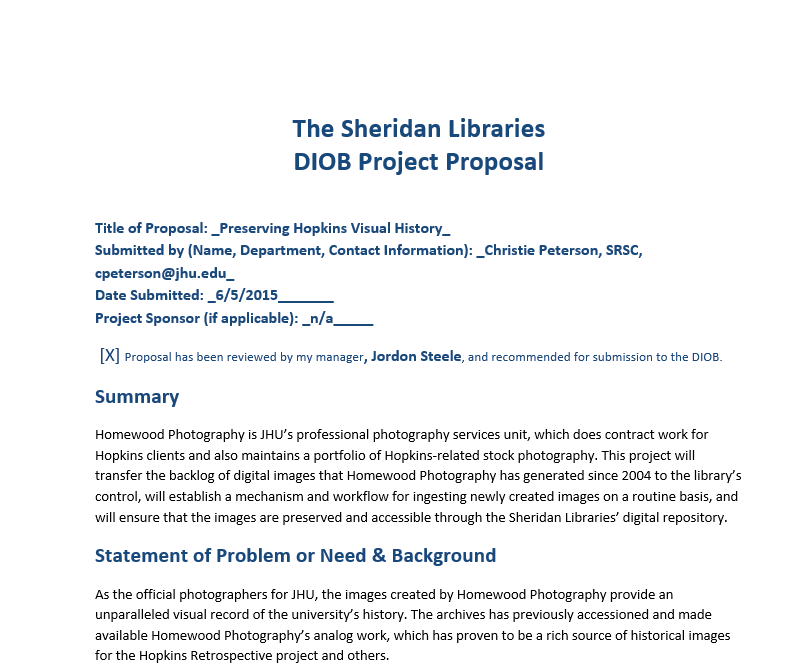 The Sheridan Libraries
DIOB Project Proposal
Title of Proposal: _Preserving Hopkins Visual History_
Submitted by (Name, Department, Contact Information): _Christie Peterson, SRSC,
cpeterson@jhu.edu_
Date Submitted: _6/5/2015_______
Project Sponsor (if applicable): _n/a_____
[X] Proposal has been reviewed by my manager, Jordon Steele, and recommended for submission to the DIOB.
Summary
Homewood Photography is JHU’s professional photography services unit, which does contract work for
Hopkins clients and also maintains a portfolio of Hopkins-related stock photography. This project will
transfer the backlog of digital images that Homewood Photography has generated since 2004 to the library’s
control, will establish a mechanism and workflow for ingesting newly created images on a routine basis, and
will ensure that the images are preserved and accessible through the Sheridan Libraries’ digital repository.
Statement of Problem or Need & Background
As the official photographers for JHU, the images created by Homewood Photography provide an
unparalleled visual record of the university’s history. The archives has previously accessioned and made
available Homewood Photography’s analog work, which has proven to be a rich source of historical images
for the Hopkins Retrospective project and others.